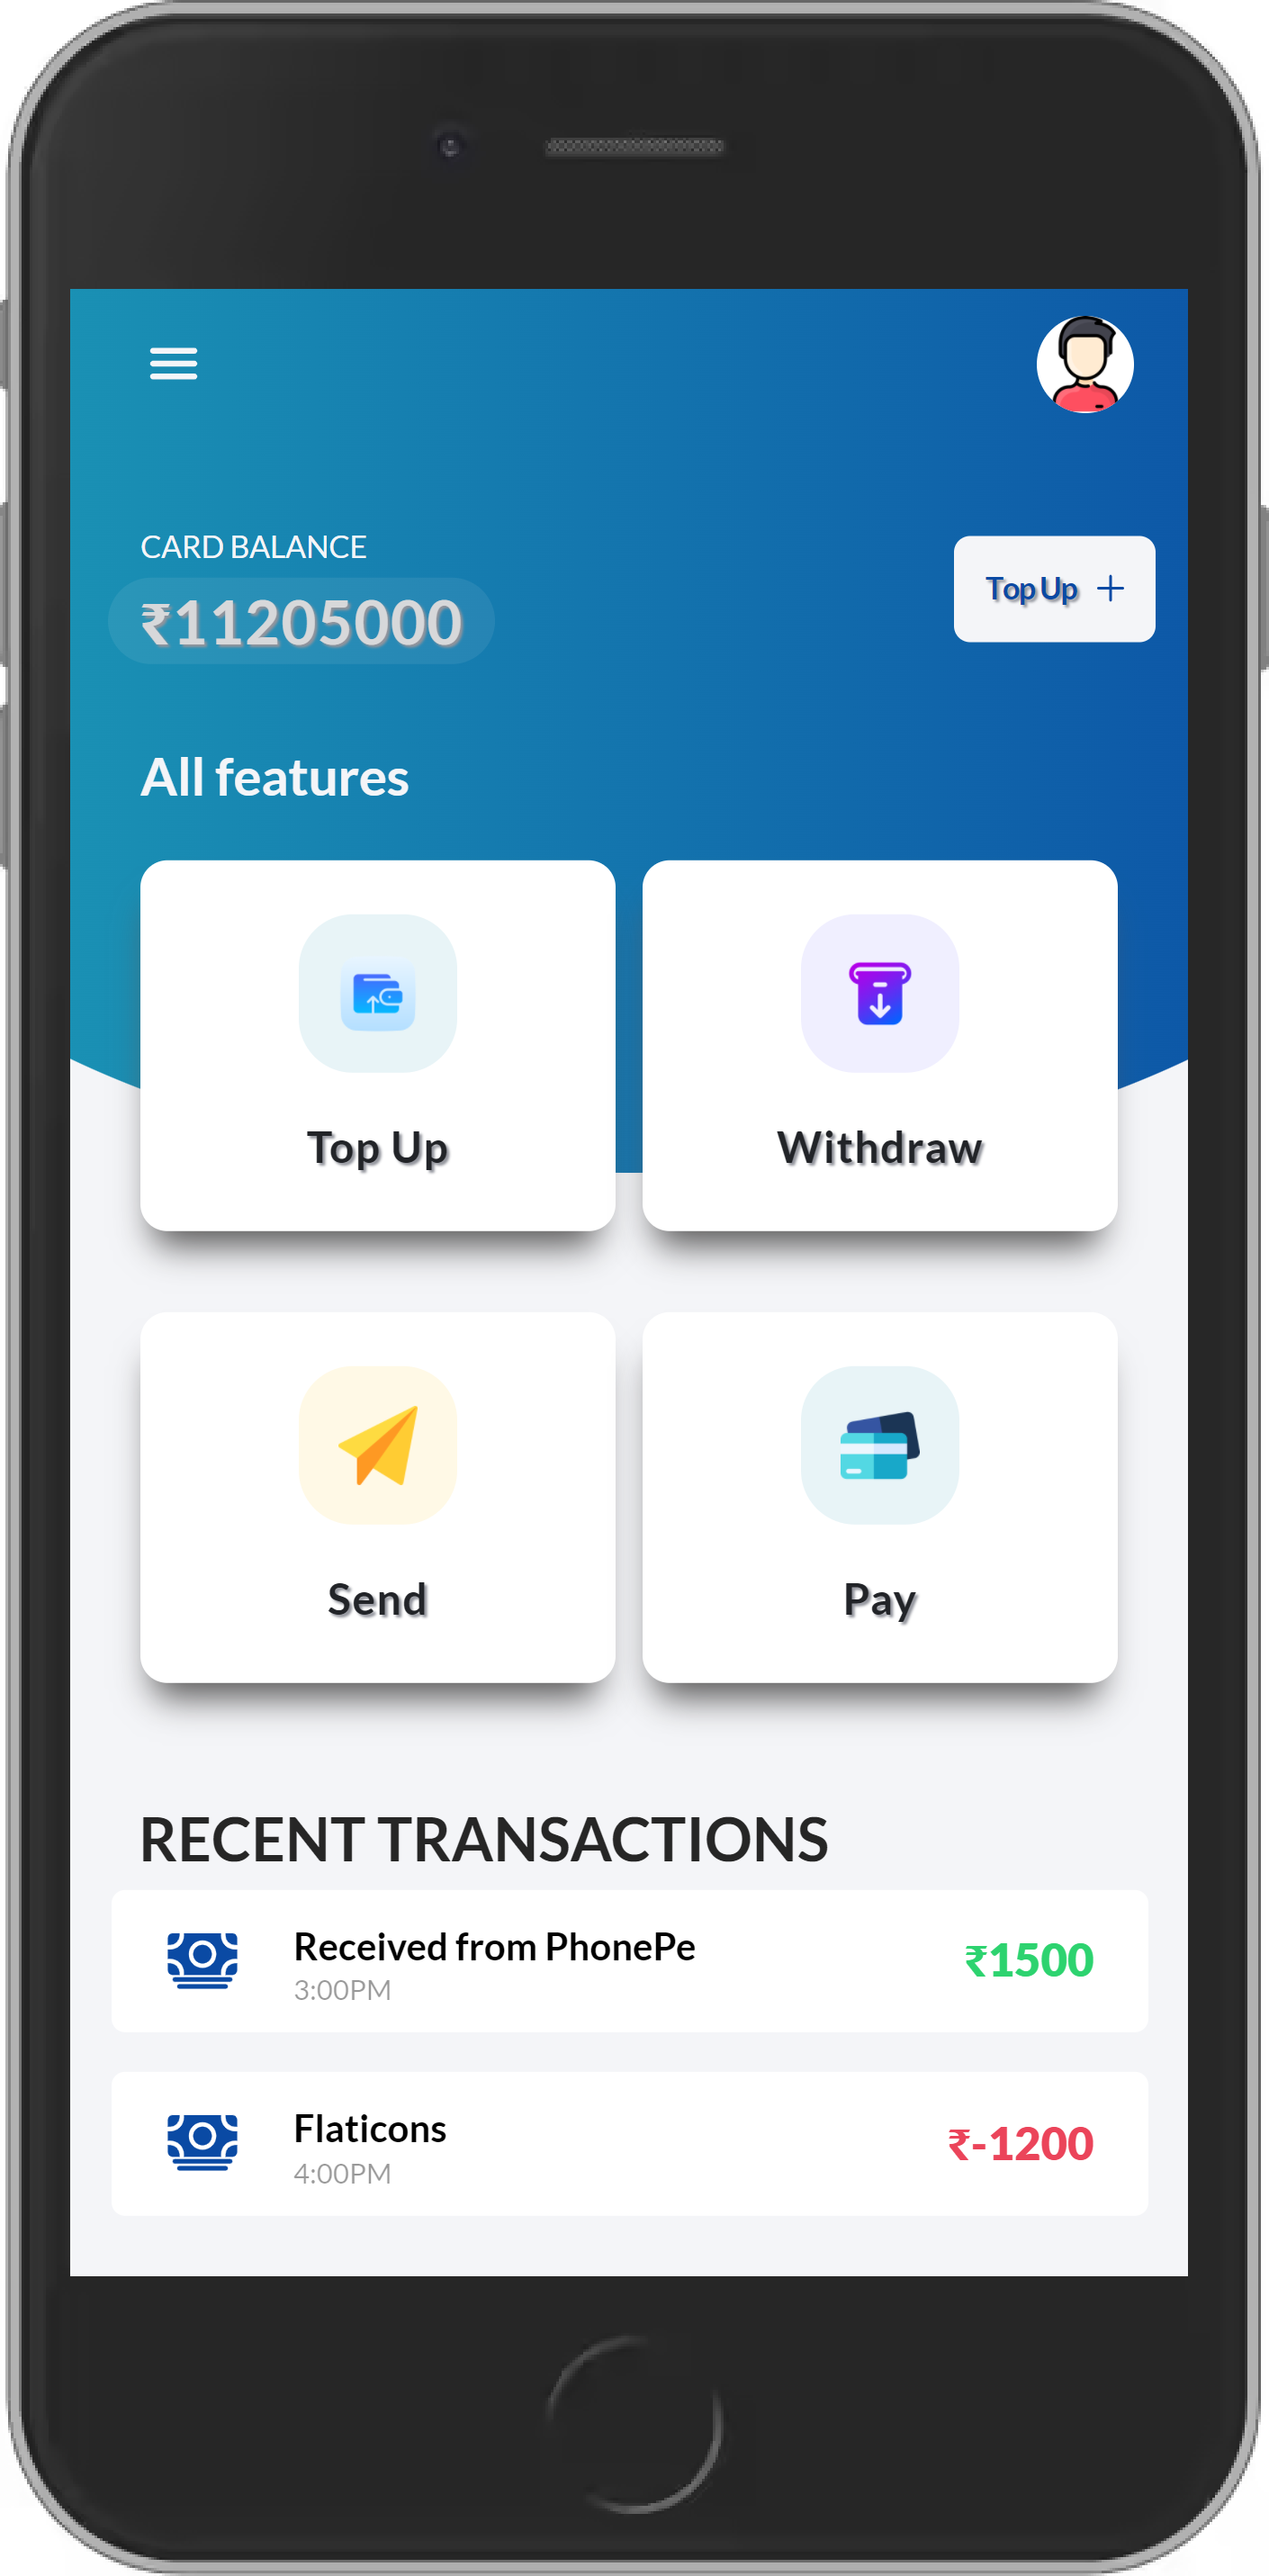 CARD BALANCE
₹11205000
Top Up +
All features
Top Up
Withdraw
Send
Pay
RECENT TRANSACTIONS
Received from PhonePe
₹1500
3:00PM
Flaticons
₹-1200
4:00PM